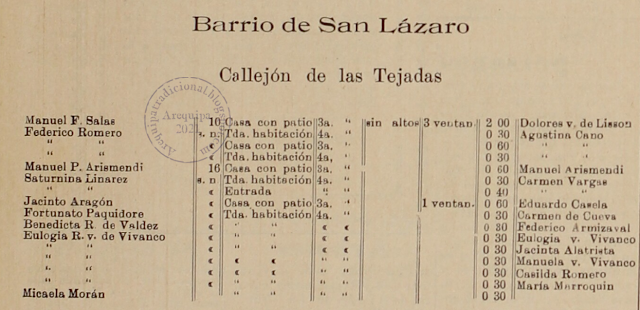 Barrio de San Lázaro
Callejón de las Tejadas
Arequipatradicional.blog
Arequipa
Manuel F. Salas 10 Casa con patio 3a. “ sin altos 3 ventan. 2 00 Dolores v. de Lisson
Federico Romero s. n. Tda. habitación 4a. “ 0 30 Agustina Cano
“ “ « Casa con patio 3a. “ 0 60 “ “
“ “ « Tda. habitación 4a. “ 0 30 “ “
Manuel P. Arismendi 16 Casa con patio 3a. “ 0 60 Manuel Arismendi
Saturnina Linarez s. n Tda. habitación 4a. “ 0 30 Carmen Vargas
“ “ « Entrada “ “ 0 40 “ “
Jacinto Aragón « Casa con patio 3a. “ 1 ventan. 0 60 Eduardo Casela
Fortunato Paquidore « Tda. habitación 4a. “ 0 30 Carmen de Cueva
Benedicta R. de Valdez « “ “ « « 0 30 Federico Armizaval
Eulogia R. v. de Vivanco « “ “ « « 0 30 Eulogia v. Vivanco
“ “ « “ “ « « 0 30 Jacinta Alatrista
“ “ « « « « « 0 30 Manuela v. Vivanco
“ “ « « « « « 0 30 Casilda Romero
“ “ « “ “ “ “ 0 30 María Marroquin
Micaela Morán “ “ “ “ 0 30